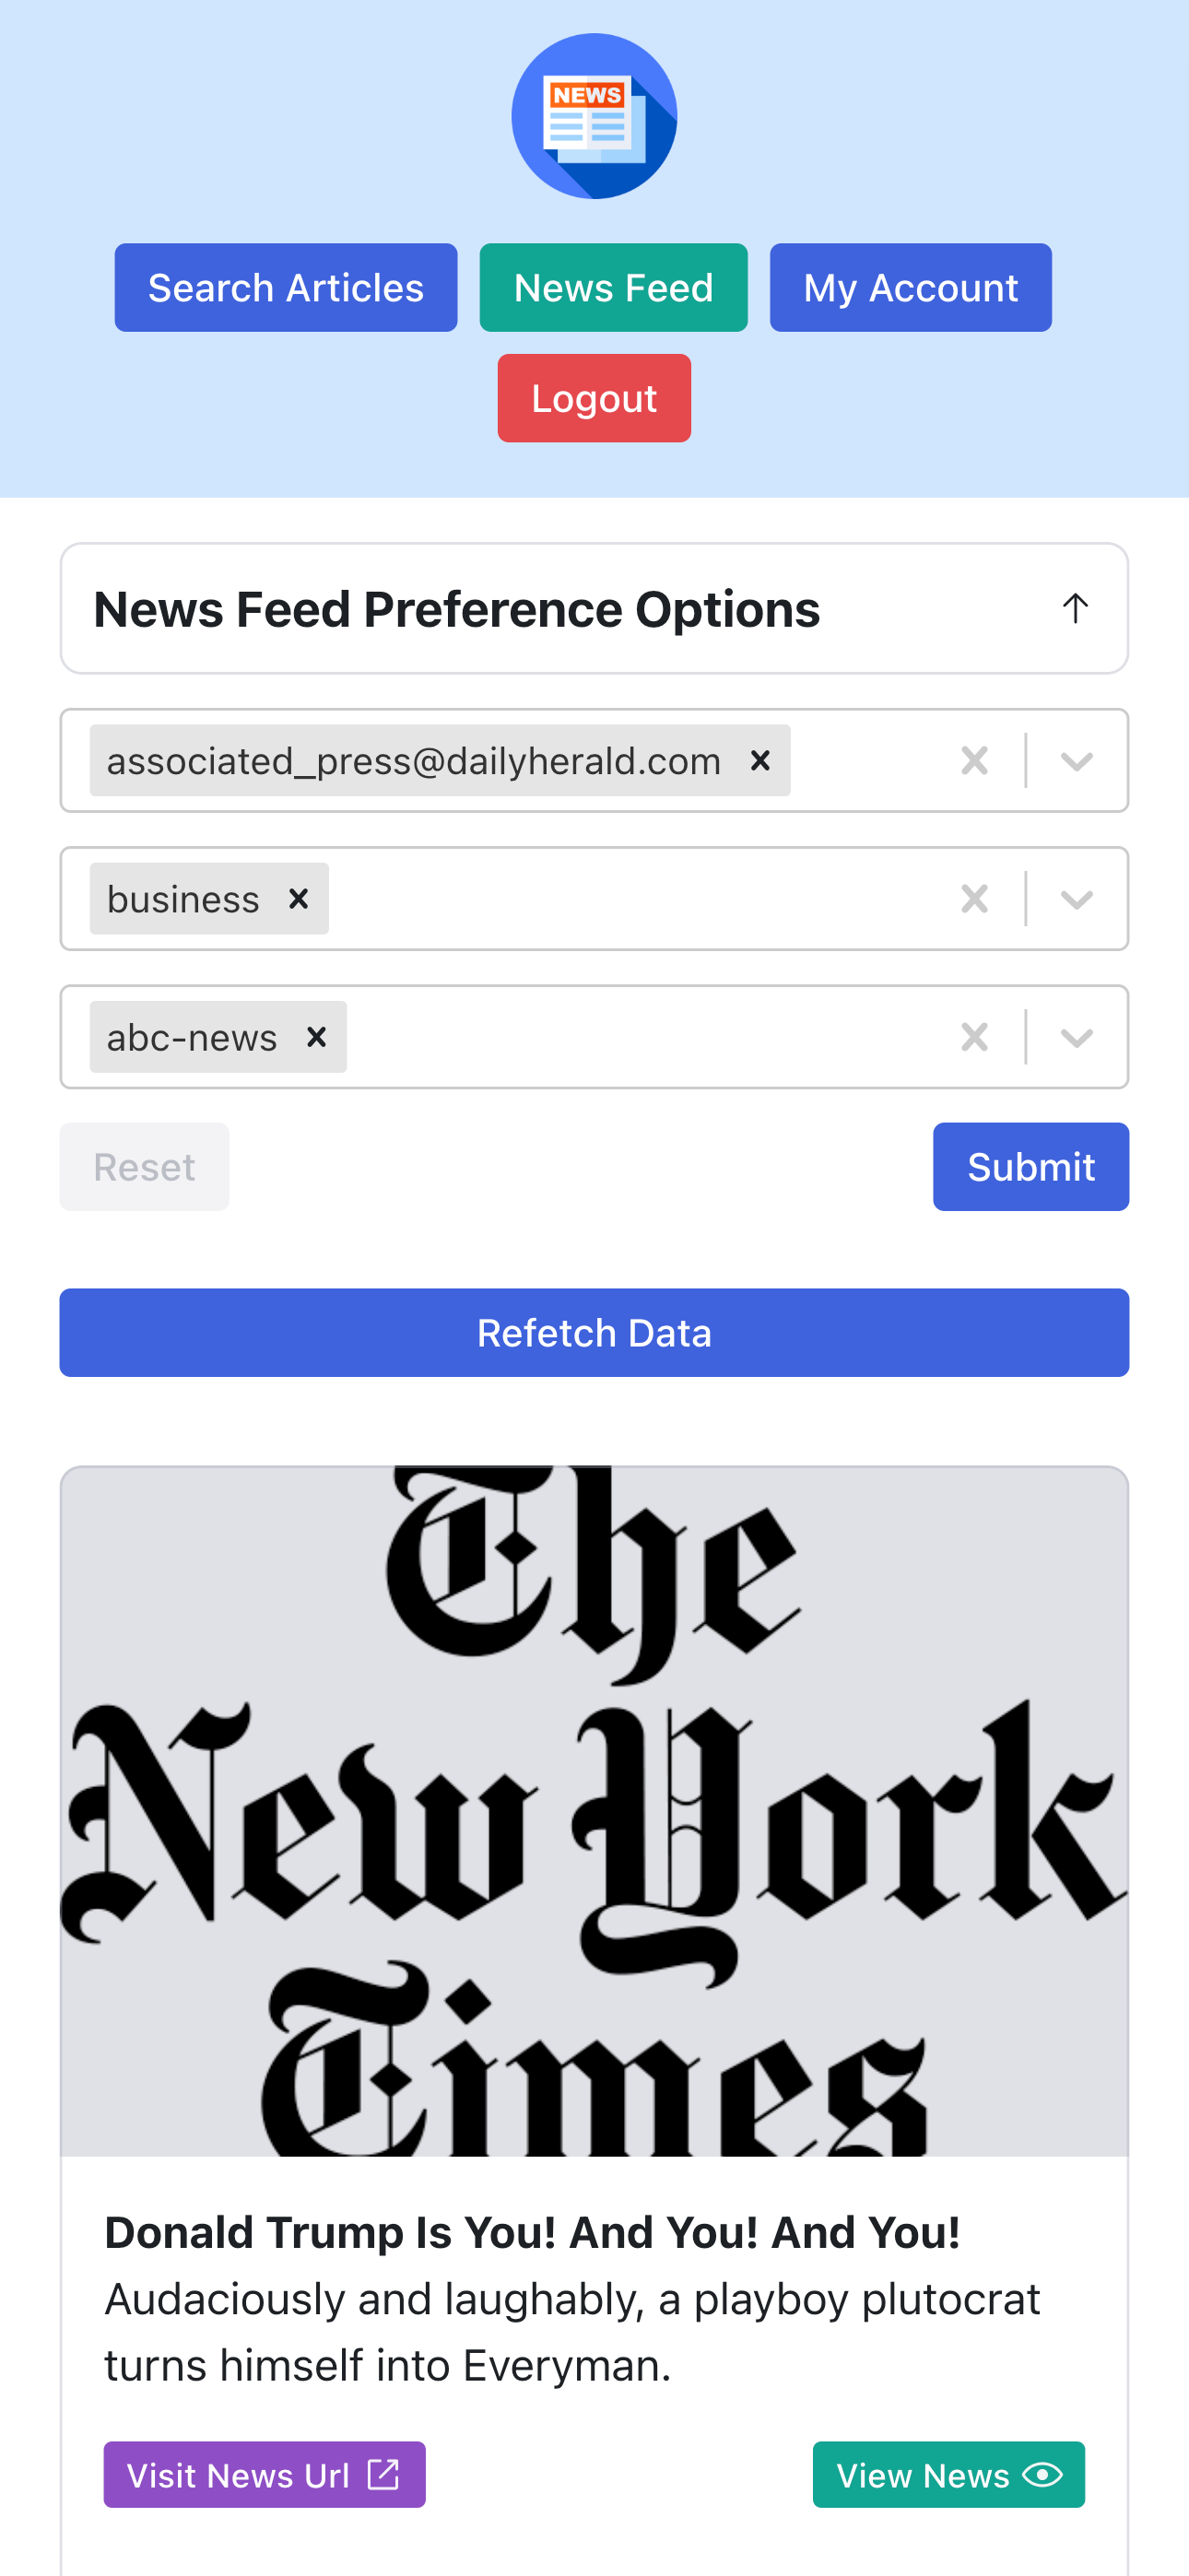 NEWS
Search Articles
News Feed
My Account
Logout
News Feed Preference Options
associated_press@dailyherald.com
business
abc-news
Reset
Submit
Refetch Data
The
New York
Times
Donald Trump Is You! And You! And You!
Audaciously and laughably, a playboy plutocrat
turns himself into Everyman.
Visit News Url
View News